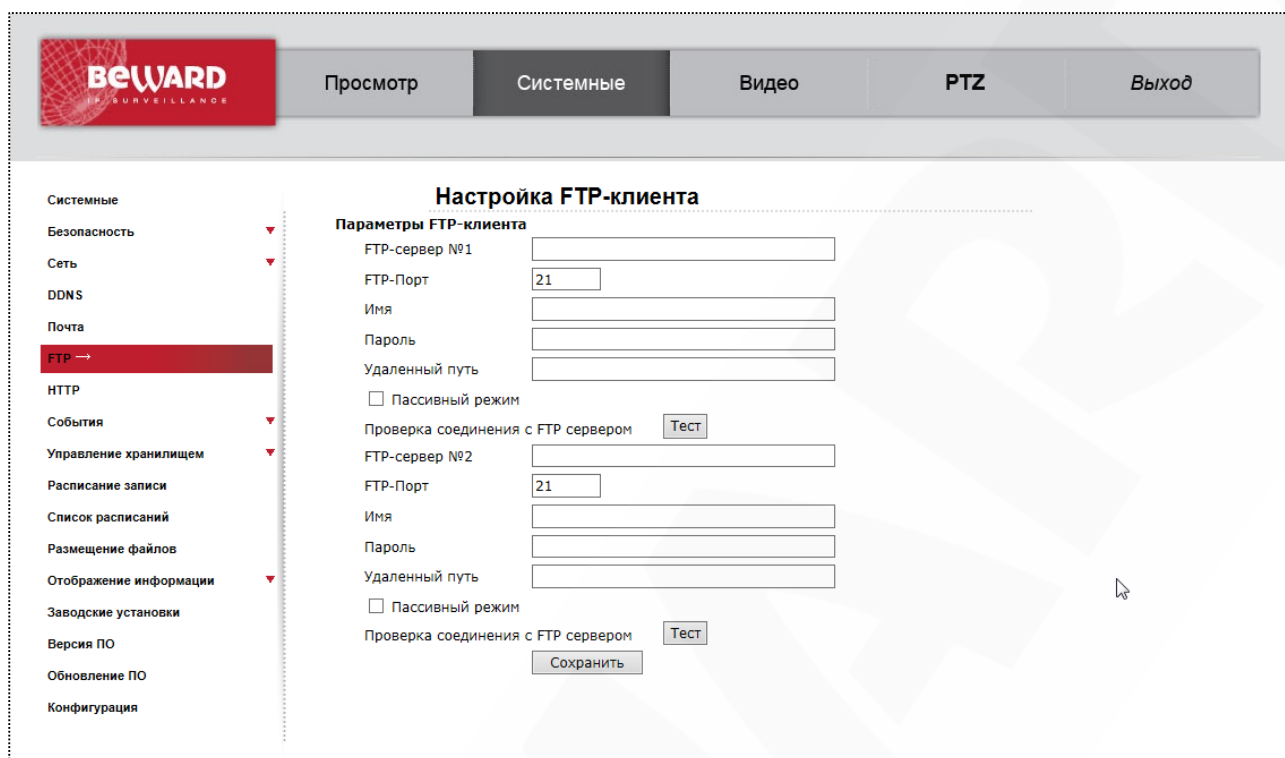 BEWARD
IP SURVEILLANCE
Просмотр
Системные
Видео
PTZ
Выход
Системные
Безопасность
Сеть
DDNS
Почта
FTP →
HTTP
События
Управление хранилищем
Расписание записи
Список расписаний
Размещение файлов
Отображение информации
Заводские установки
Версия ПО
Обновление ПО
Конфигурация
Настройка FTP-клиента
Параметры FTP-клиента
FTP-сервер №1
FTP-Порт 21
Имя
Пароль
Удаленный путь
Пассивный режим
Проверка соединения с FTP сервером Тест
FTP-сервер №2
FTP-Порт 21
Имя
Пароль
Удаленный путь
Пассивный режим
Проверка соединения с FTP сервером Тест
Сохранить